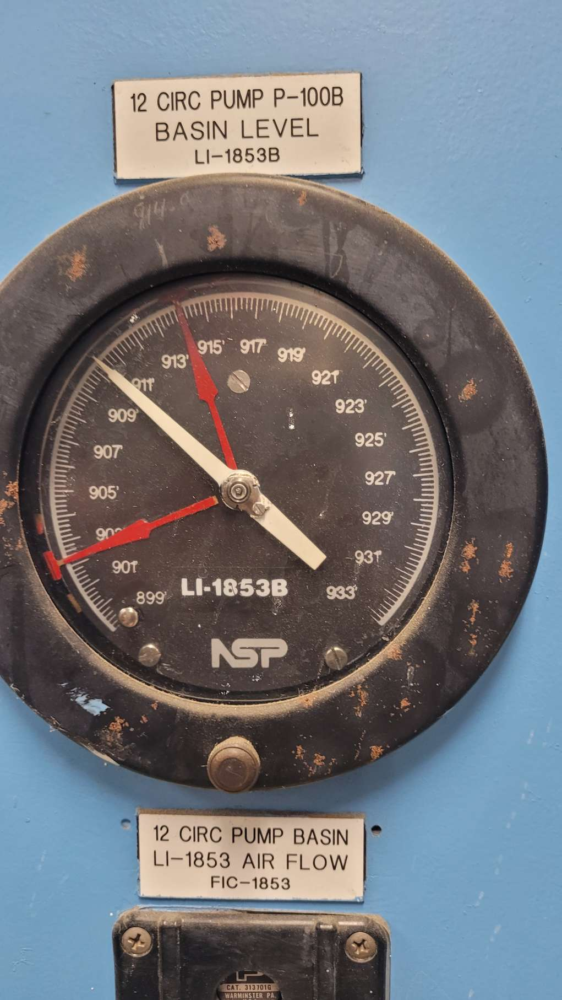 12 CIRC PUMP P-100B
BASIN LEVEL
LI-1853B
899'
901'
903'
905'
907'
909'
911'
913'
915'
917'
919'
921'
923'
925'
927'
929'
931'
933'
LI-1853B
NSP
12 CIRC PUMP BASIN
LI-1853 AIR FLOW
FIC-1853
CAT. 313701G
WARMINSTER PA.